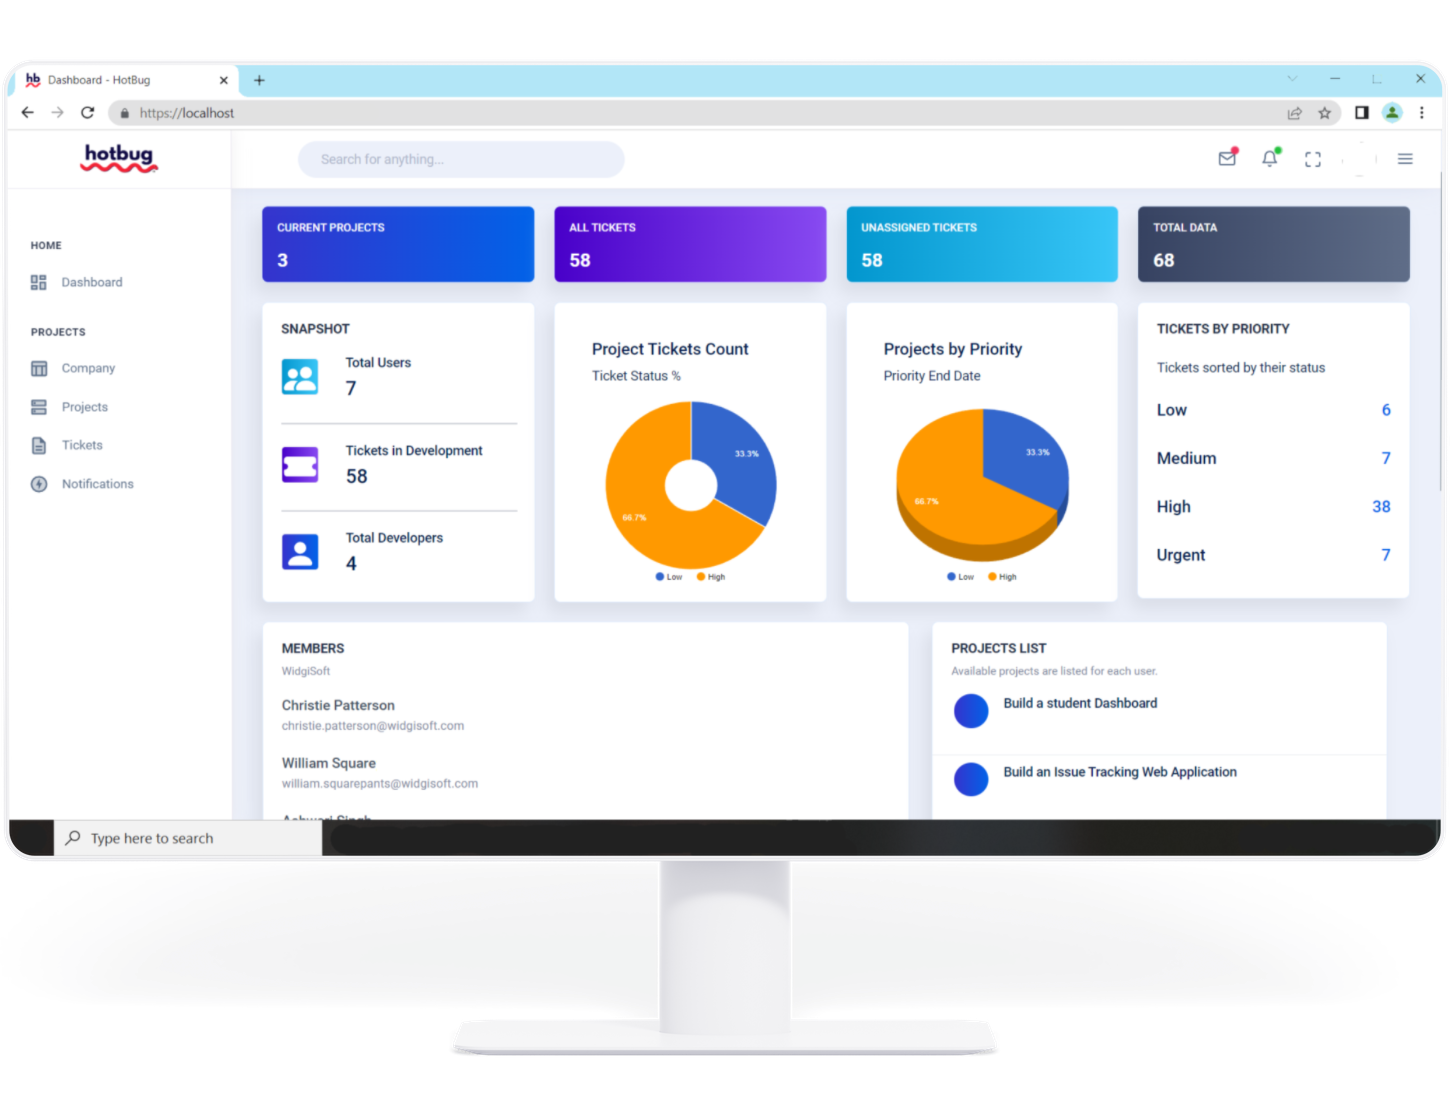 hb Dashboard - HotBug
https://localhost
hotbug
Search for anything...
HOME
Dashboard
PROJECTS
Company
Projects
Tickets
Notifications
CURRENT PROJECTS
3
ALL TICKETS
58
UNASSIGNED TICKETS
58
TOTAL DATA
68
SNAPSHOT
Total Users
7
Tickets in Development
58
Total Developers
4
Project Tickets Count
Ticket Status %
33.3%
66.7%
Low High
Projects by Priority
Priority End Date
33.3%
66.7%
Low High
TICKETS BY PRIORITY
Tickets sorted by their status
Low 6
Medium 7
High 38
Urgent 7
MEMBERS
WidgiSoft
Christie Patterson
christie.patterson@widgisoft.com
William Square
william.squarepants@widgisoft.com
PROJECTS LIST
Available projects are listed for each user.
Build a student Dashboard
Build an Issue Tracking Web Application
Type here to search